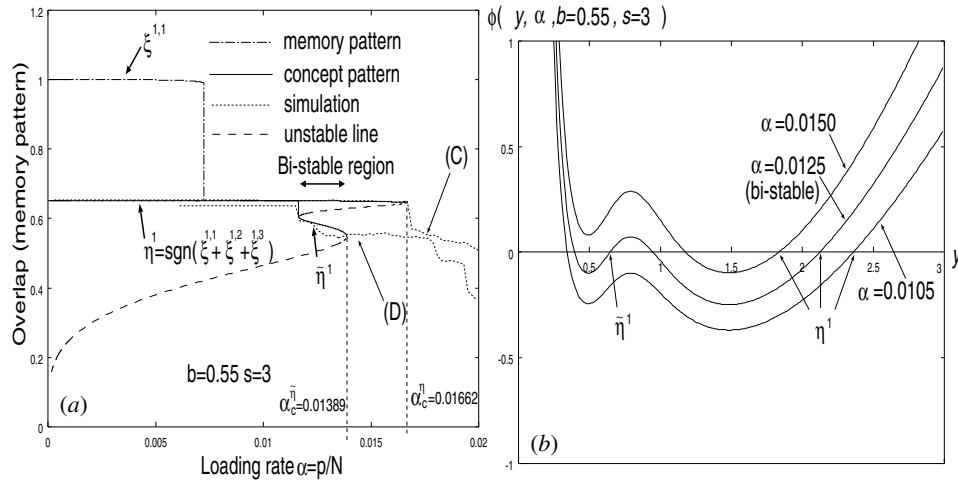 ϕ( y, α ,b=0.55, s=3 )
1.2
1
0.8
0.6
0.4
0.2
0
Overlap (memory pattern)
ξ^{1,1}
memory pattern
concept pattern
simulation
unstable line
Bi-stable region
(C)
η^1=sgn(ξ^{1,1}+ ξ^{1,2}+ ξ^{1,3})
η̃^1
(D)
b=0.55 s=3
α_c^{η̃}=0.01389
α_c^η=0.01662
(a)
0
0.005
0.01
0.015
0.02
Loading rate α=p/N
1
0.5
0
-0.5
-1
α=0.0150
α=0.0125
(bi-stable)
α=0.0105
0.5
1
1.5
2
2.5
3
y
η̃^1
η^1
(b)